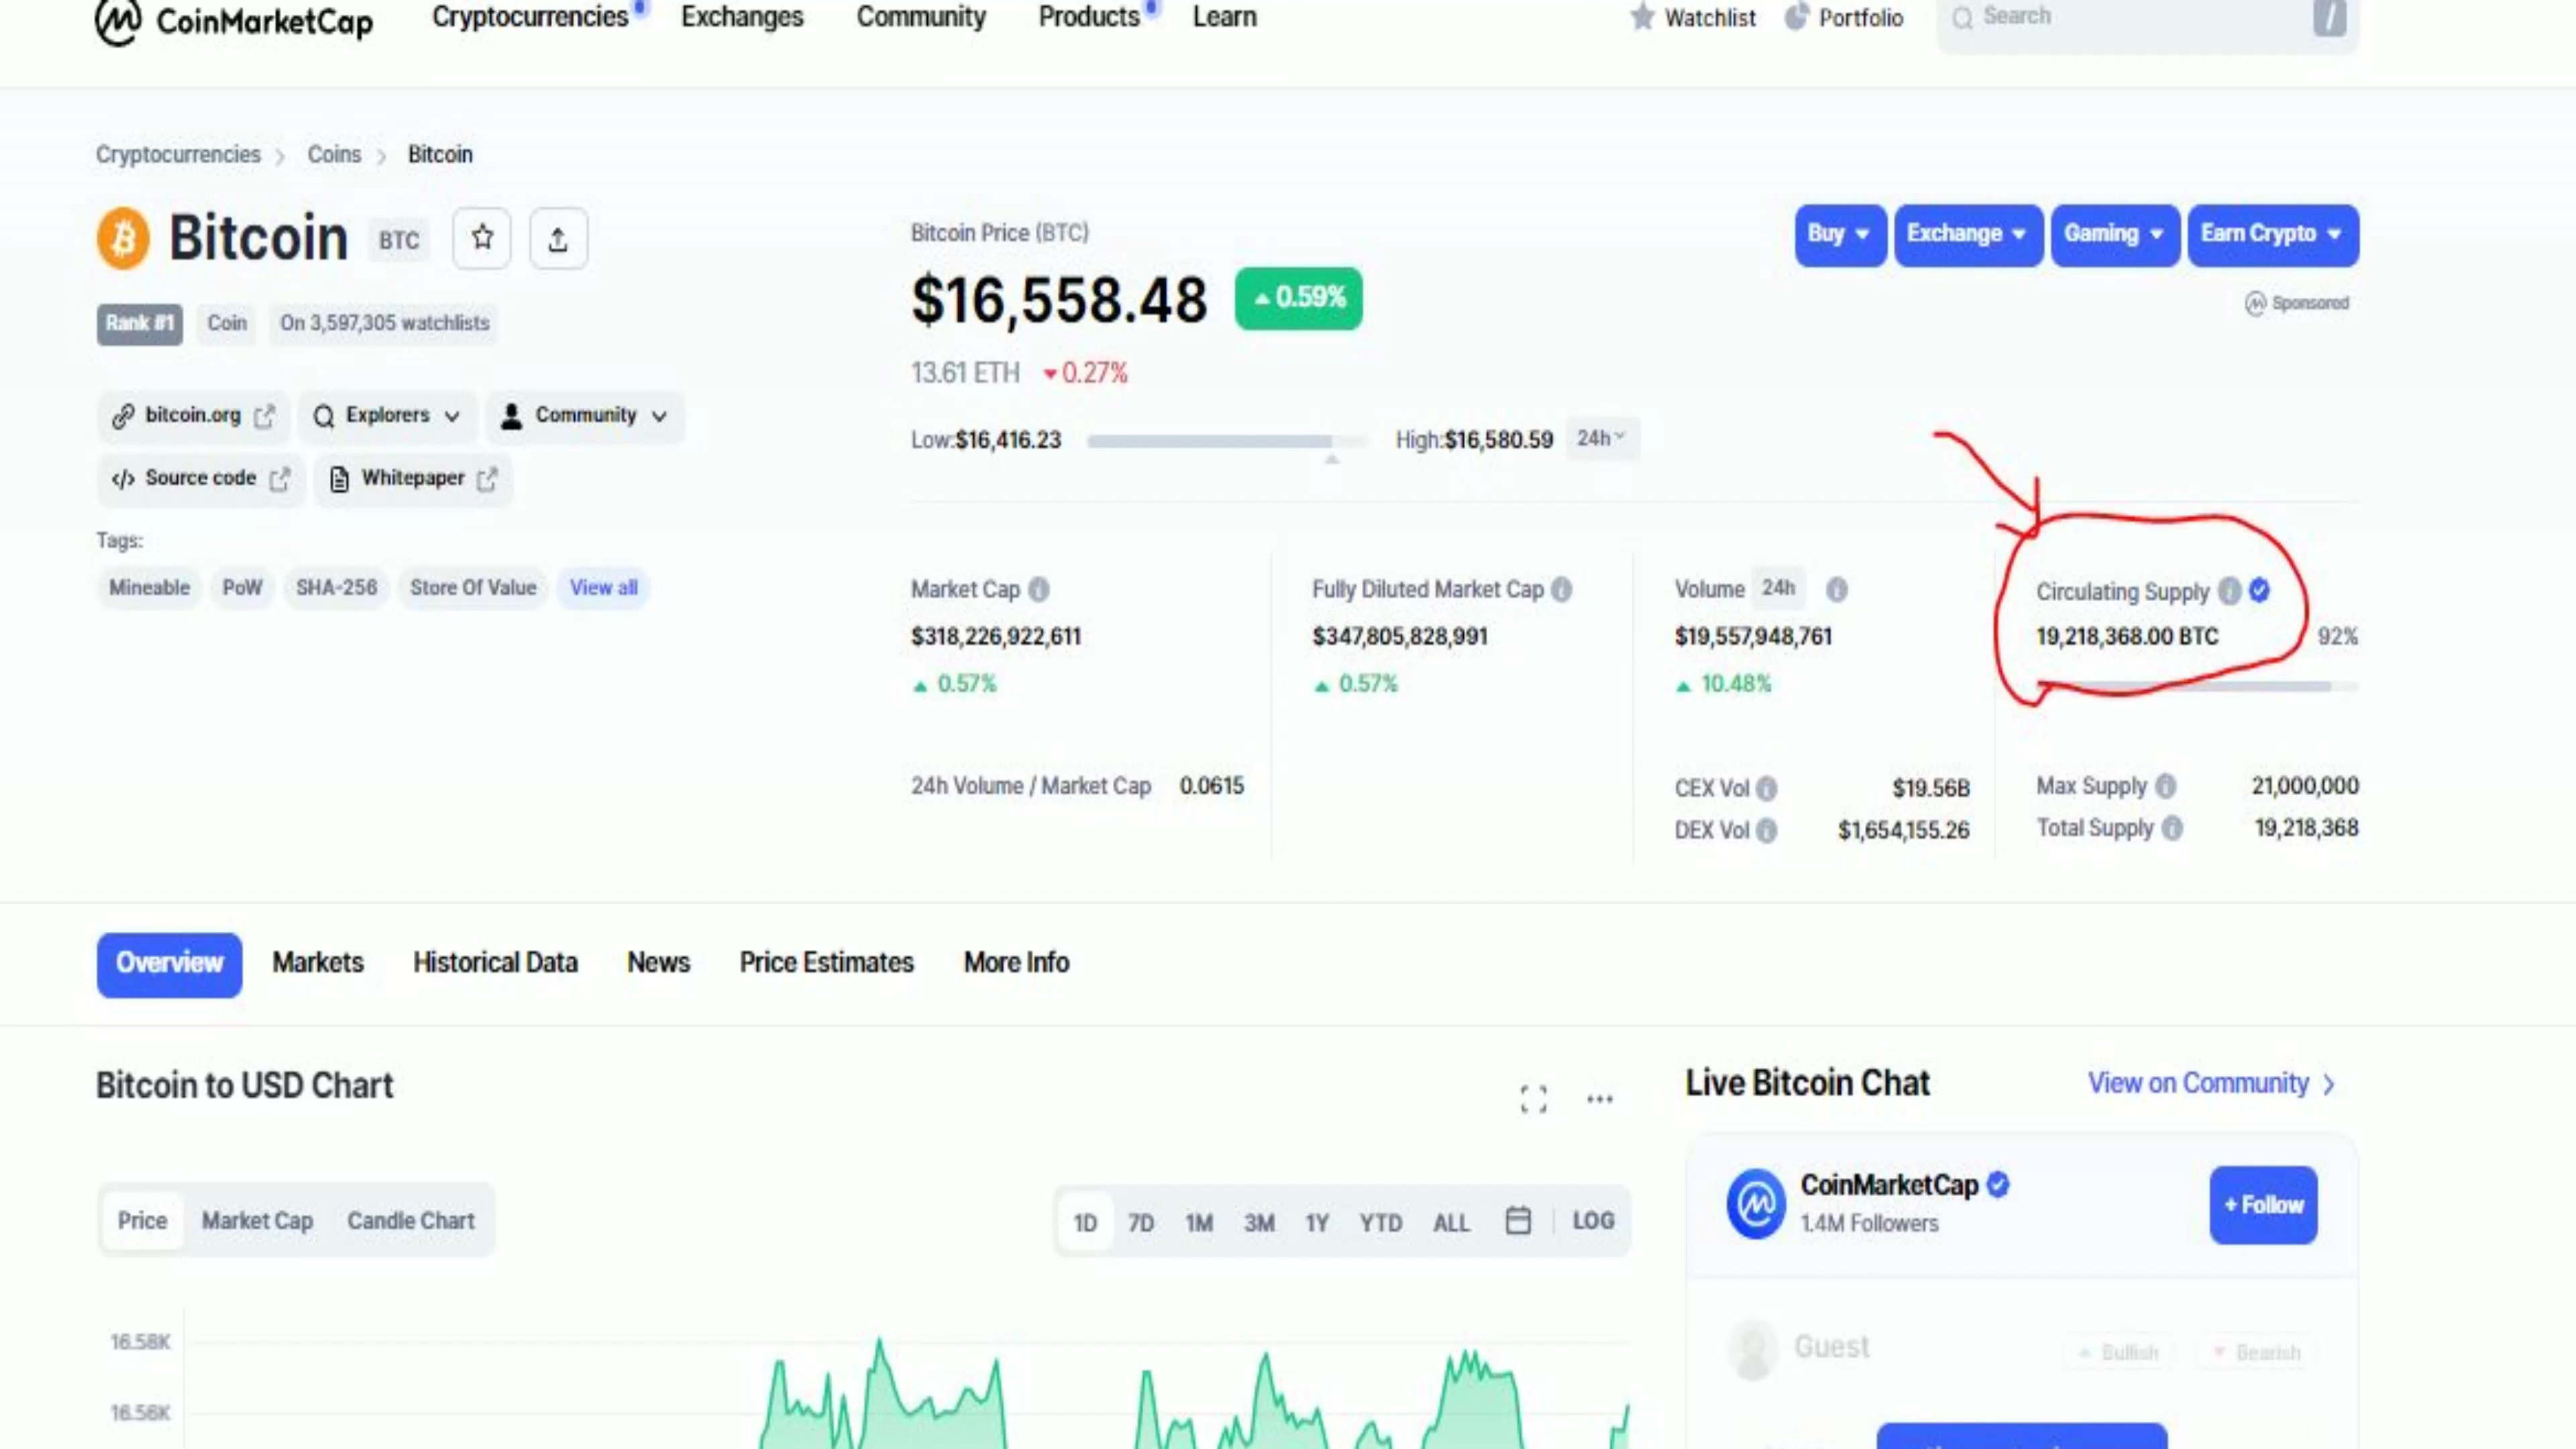 CoinMarketCap Cryptocurrencies Exchanges Community Products Learn Watchlist Portfolio Search /
Cryptocurrencies > Coins > Bitcoin
Bitcoin BTC
Rank #1 Coin On 3,597,305 watchlists
bitcoin.org Explorers Community
</> Source code Whitepaper
Tags:
Mineable PoW SHA-256 Store Of Value View all
Bitcoin Price (BTC)
$16,558.48 0.59%
13.61 ETH 0.27%
Low:$16,416.23 High:$16,580.59 24h
Buy Exchange Gaming Earn Crypto
Sponsored
Market Cap
$318,226,922,611
0.57%
24h Volume / Market Cap 0.0615
Fully Diluted Market Cap
$347,805,828,991
0.57%
Volume 24h
$19,557,948,761
10.48%
CEX Vol $19.56B
DEX Vol $1,654,155.26
Circulating Supply
19,218,368.00 BTC 92%
Max Supply 21,000,000
Total Supply 19,218,368
Overview Markets Historical Data News Price Estimates More Info
Bitcoin to USD Chart
Price Market Cap Candle Chart
1D 7D 1M 3M 1Y YTD ALL LOG
16.58K
16.56K
Live Bitcoin Chat View on Community >
CoinMarketCap
1.4M Followers
+ Follow
Guest Bullish Bearish